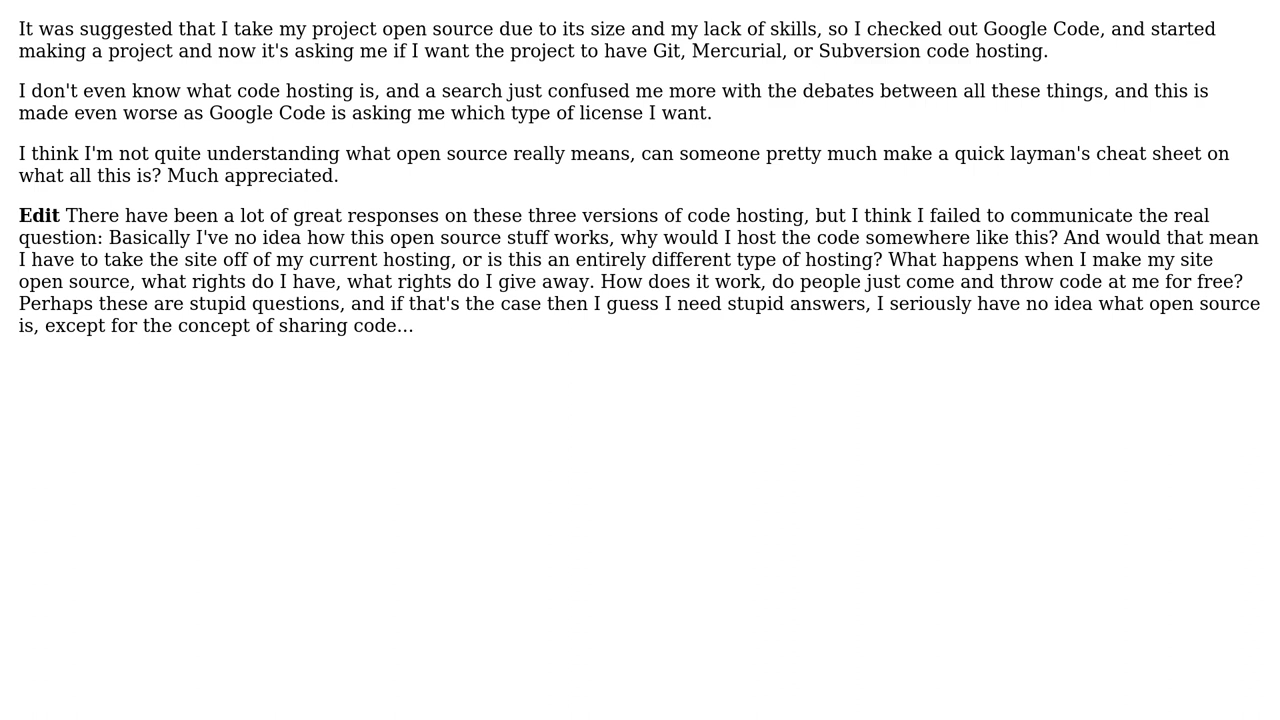 It was suggested that I take my project open source due to its size and my lack of skills, so I checked out Google Code, and started
making a project and now it's asking me if I want the project to have Git, Mercurial, or Subversion code hosting.
I don't even know what code hosting is, and a search just confused me more with the debates between all these things, and this is
made even worse as Google Code is asking me which type of license I want.
I think I'm not quite understanding what open source really means, can someone pretty much make a quick layman's cheat sheet on
what all this is? Much appreciated.
Edit There have been a lot of great responses on these three versions of code hosting, but I think I failed to communicate the real
question: Basically I've no idea how this open source stuff works, why would I host the code somewhere like this? And would that mean
I have to take the site off of my current hosting, or is this an entirely different type of hosting? What happens when I make my site
open source, what rights do I have, what rights do I give away. How does it work, do people just come and throw code at me for free?
Perhaps these are stupid questions, and if that's the case then I guess I need stupid answers, I seriously have no idea what open source
is, except for the concept of sharing code...